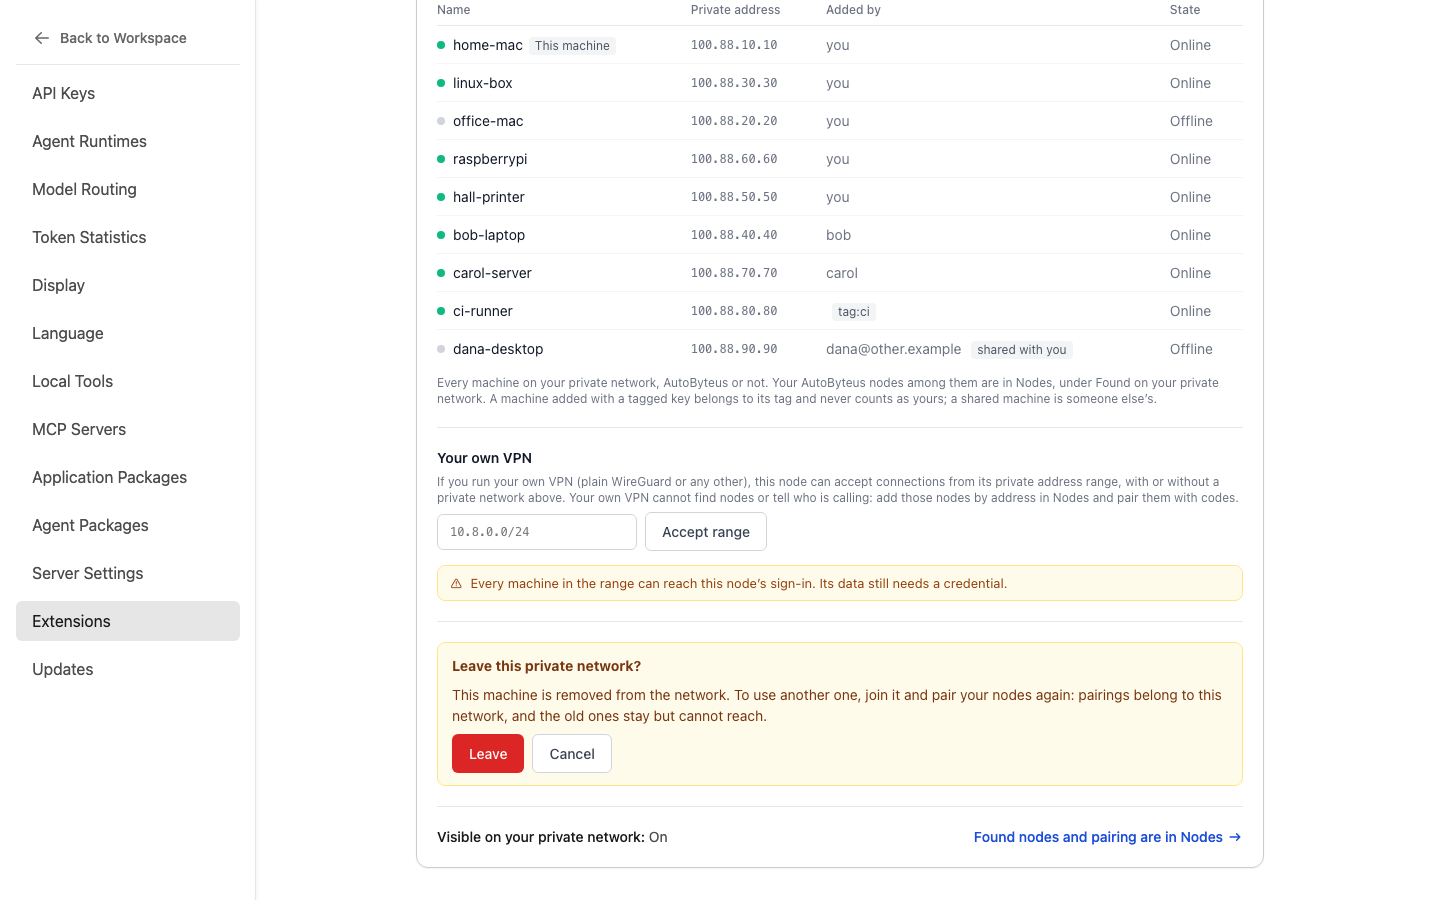 Back to Workspace
API Keys
Agent Runtimes
Model Routing
Token Statistics
Display
Language
Local Tools
MCP Servers
Application Packages
Agent Packages
Server Settings
Extensions
Updates
Name Private address Added by State
home-mac This machine 100.88.10.10 you Online
linux-box 100.88.30.30 you Online
office-mac 100.88.20.20 you Offline
raspberrypi 100.88.60.60 you Online
hall-printer 100.88.50.50 you Online
bob-laptop 100.88.40.40 bob Online
carol-server 100.88.70.70 carol Online
ci-runner 100.88.80.80 tag:ci Online
dana-desktop 100.88.90.90 dana@other.example shared with you Offline
Every machine on your private network, AutoByteus or not. Your AutoByteus nodes among them are in Nodes, under Found on your private
network. A machine added with a tagged key belongs to its tag and never counts as yours; a shared machine is someone else’s.
Your own VPN
If you run your own VPN (plain WireGuard or any other), this node can accept connections from its private address range, with or without a
private network above. Your own VPN cannot find nodes or tell who is calling: add those nodes by address in Nodes and pair them with codes.
10.8.0.0/24 Accept range
Every machine in the range can reach this node’s sign-in. Its data still needs a credential.
Leave this private network?
This machine is removed from the network. To use another one, join it and pair your nodes again: pairings belong to this
network, and the old ones stay but cannot reach.
Leave Cancel
Visible on your private network: On Found nodes and pairing are in Nodes →